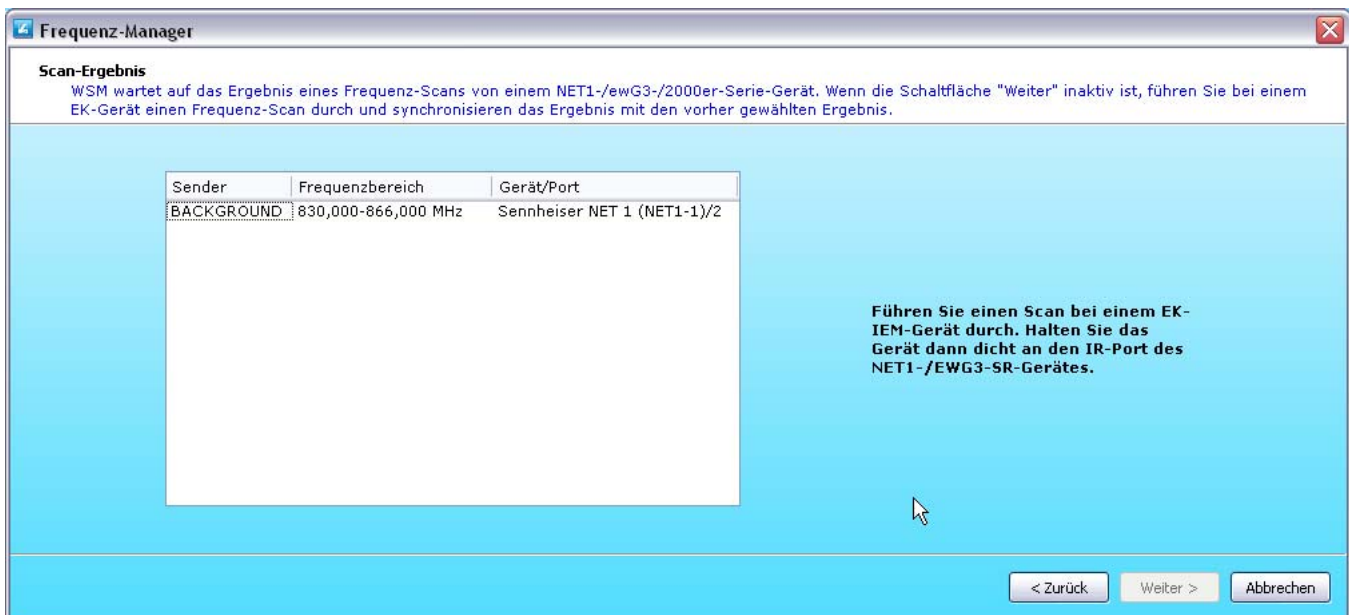 Frequenz-Manager
Scan-Ergebnis
WSM wartet auf das Ergebnis eines Frequenz-Scans von einem NET1-/ewG3-/2000er-Serie-Gerät. Wenn die Schaltfläche "Weiter" inaktiv ist, führen Sie bei einem
EK-Gerät einen Frequenz-Scan durch und synchronisieren das Ergebnis mit den vorher gewählten Ergebnis.
Sender Frequenzbereich Gerät/Port
BACKGROUND 830,000-866,000 MHz Sennheiser NET 1 (NET1-1)/2
Führen Sie einen Scan bei einem EK-
IEM-Gerät durch. Halten Sie das
Gerät dann dicht an den IR-Port des
NET1-/EWG3-SR-Gerätes.
< Zurück Weiter > Abbrechen